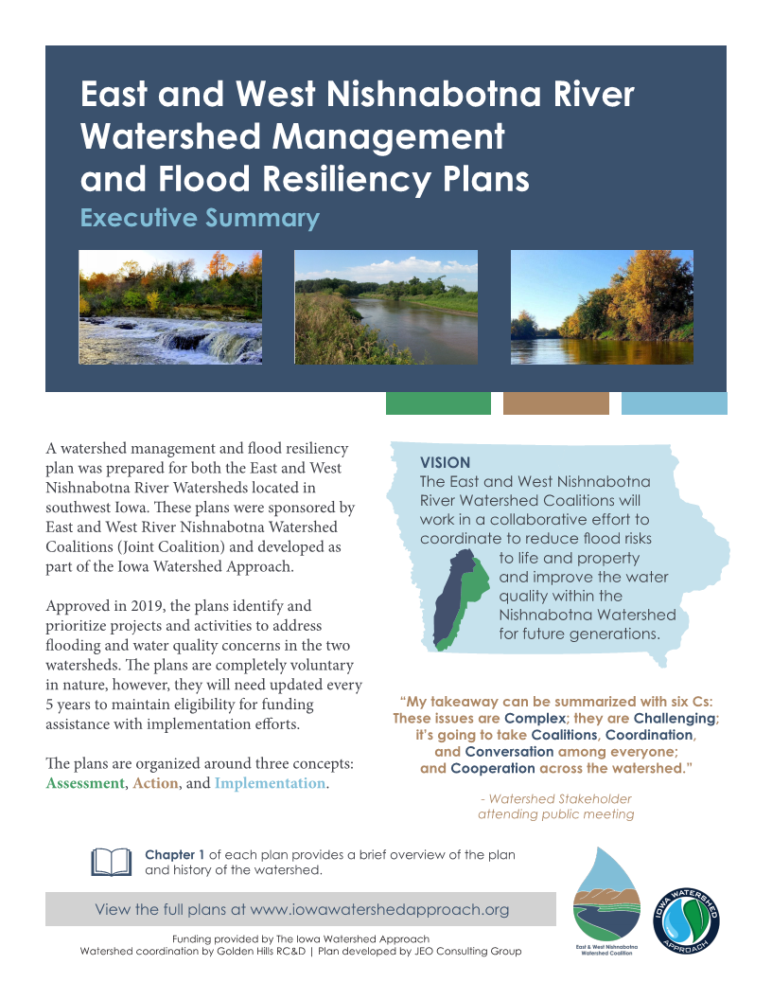 East and West Nishnabotna River
Watershed Management
and Flood Resiliency Plans
Executive Summary
A watershed management and flood resiliency
plan was prepared for both the East and West
Nishnabotna River Watersheds located in
southwest Iowa. These plans were sponsored by
East and West River Nishnabotna Watershed
Coalitions (Joint Coalition) and developed as
part of the Iowa Watershed Approach.
Approved in 2019, the plans identify and
prioritize projects and activities to address
flooding and water quality concerns in the two
watersheds. The plans are completely voluntary
in nature, however, they will need updated every
5 years to maintain eligibility for funding
assistance with implementation efforts.
The plans are organized around three concepts:
Assessment, Action, and Implementation.
VISION
The East and West Nishnabotna
River Watershed Coalitions will
work in a collaborative effort to
coordinate to reduce flood risks
to life and property
and improve the water
quality within the
Nishnabotna Watershed
for future generations.
“My takeaway can be summarized with six Cs:
These issues are Complex; they are Challenging;
it’s going to take Coalitions, Coordination,
and Conversation among everyone;
and Cooperation across the watershed.”
- Watershed Stakeholder
attending public meeting
Chapter 1 of each plan provides a brief overview of the plan
and history of the watershed.
View the full plans at www.iowawatershedapproach.org
Funding provided by The Iowa Watershed Approach
Watershed coordination by Golden Hills RC&D | Plan developed by JEO Consulting Group
East & West Nishnabotna
Watershed Coalition
IOWA WATERSHED
APPROACH